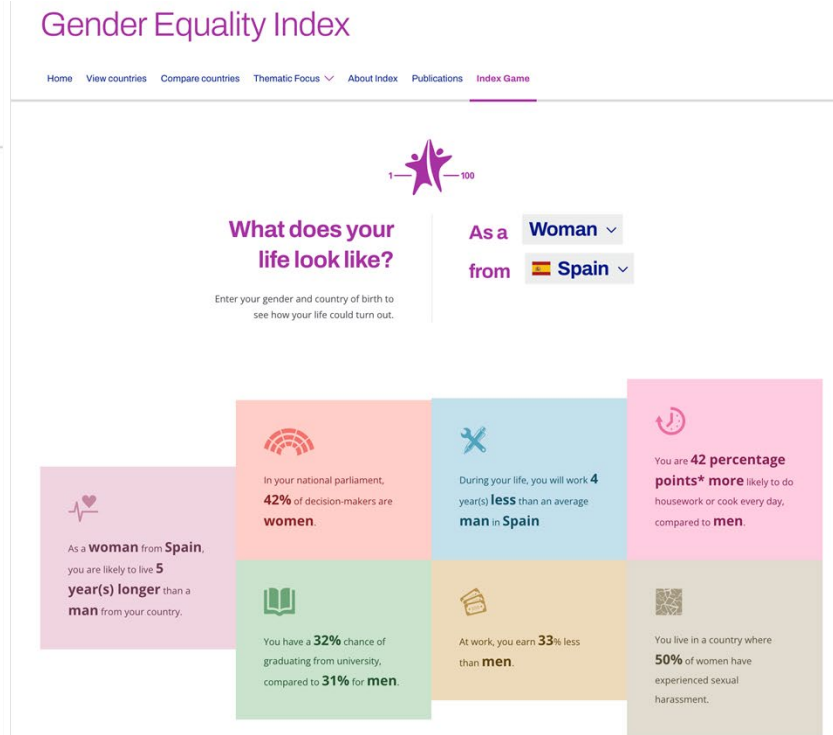 Gender Equality Index
Home View countries Compare countries Thematic Focus About Index Publications Index Game
1 100
What does your
life look like?
Enter your gender and country of birth to
see how your life could turn out.
As a Woman
from Spain
As a woman from Spain,
you are likely to live 5
year(s) longer than a
man from your country.
In your national parliament,
42% of decision-makers are
women.
You have a 32% chance of
graduating from university,
compared to 31% for men.
During your life, you will work 4
year(s) less than an average
man in Spain
At work, you earn 33% less
than men.
You are 42 percentage
points* more likely to do
housework or cook every day,
compared to men.
You live in a country where
50% of women have
experienced sexual
harassment.